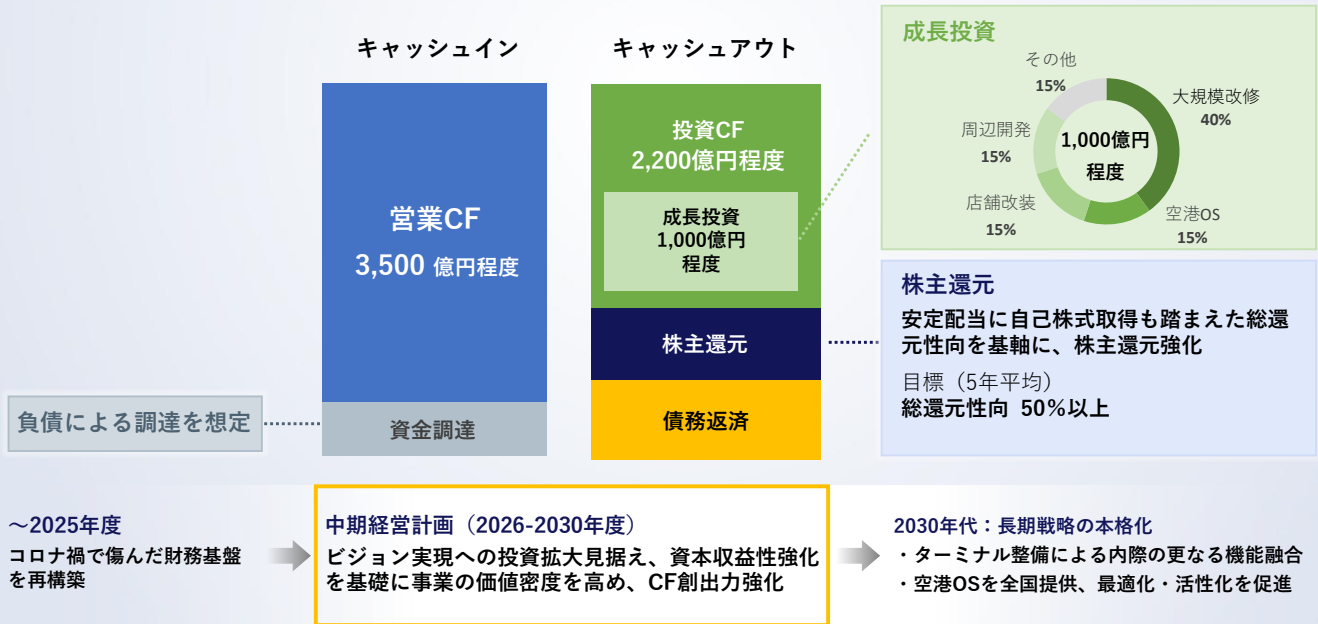 キャッシュイン
キャッシュアウト
営業CF
3,500 億円程度
資金調達
負債による調達を想定
投資CF
2,200億円程度
成長投資
1,000億円
程度
株主還元
債務返済
成長投資
その他
15%
大規模改修
40%
周辺開発
15%
1,000億円
程度
店舗改装
15%
空港OS
15%
株主還元
安定配当に自己株式取得も踏まえた総還
元性向を基軸に、株主還元強化
目標（5年平均）
総還元性向 50%以上
～2025年度
コロナ禍で傷んだ財務基盤
を再構築
中期経営計画（2026-2030年度）
ビジョン実現への投資拡大見据え、資本収益性強化
を基礎に事業の価値密度を高め、CF創出力強化
2030年代：長期戦略の本格化
・ターミナル整備による内際の更なる機能融合
・空港OSを全国提供、最適化・活性化を促進